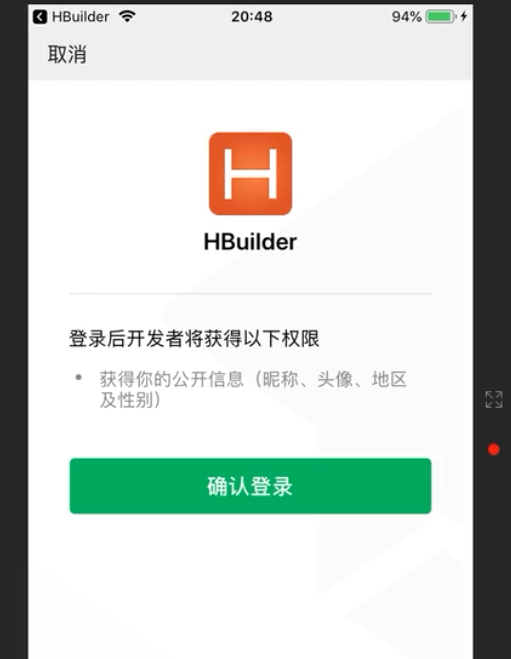 HBuilder 20:48 94%
取消
HBuilder
登录后开发者将获得以下权限
• 获得你的公开信息（昵称、头像、地区
及性别）
确认登录